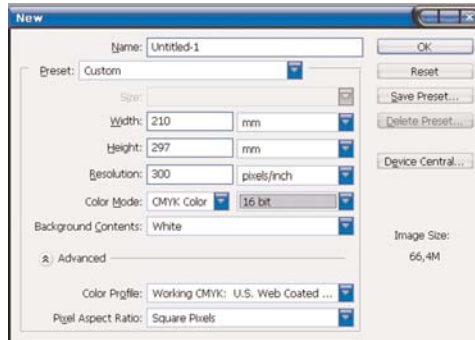 New
Name: Untitled-1
OK
Preset: Custom
Reset
Size:
Save Preset...
Width: 210 mm
Delete Preset...
Height: 297 mm
Resolution: 300 pixels/inch
Device Central...
Color Mode: CMYK Color 16 bit
Background Contents: White
Image Size:
66,4M
Advanced
Color Profile: Working CMYK: U.S. Web Coated ...
Pixel Aspect Ratio: Square Pixels